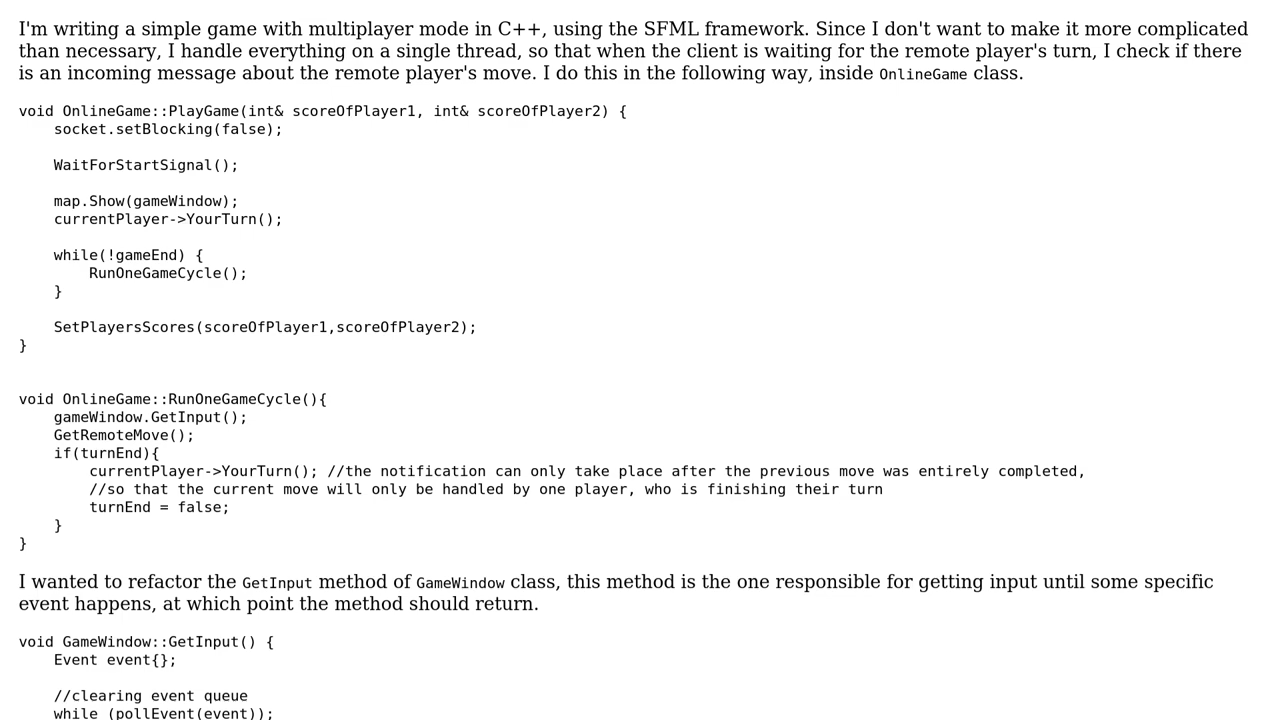 I'm writing a simple game with multiplayer mode in C++, using the SFML framework. Since I don't want to make it more complicated
than necessary, I handle everything on a single thread, so that when the client is waiting for the remote player's turn, I check if there
is an incoming message about the remote player's move. I do this in the following way, inside OnlineGame class.
void OnlineGame::PlayGame(int& scoreOfPlayer1, int& scoreOfPlayer2) {
    socket.setBlocking(false);
    WaitForStartSignal();
    map.Show(gameWindow);
    currentPlayer->YourTurn();
    while(!gameEnd) {
        RunOneGameCycle();
    }
    SetPlayersScores(scoreOfPlayer1,scoreOfPlayer2);
}
void OnlineGame::RunOneGameCycle(){
    gameWindow.GetInput();
    GetRemoteMove();
    if(turnEnd){
        currentPlayer->YourTurn(); //the notification can only take place after the previous move was entirely completed,
        //so that the current move will only be handled by one player, who is finishing their turn
        turnEnd = false;
    }
}
I wanted to refactor the GetInput method of GameWindow class, this method is the one responsible for getting input until some specific
event happens, at which point the method should return.
void GameWindow::GetInput() {
    Event event{};
    //clearing event queue
    while (pollEvent(event));